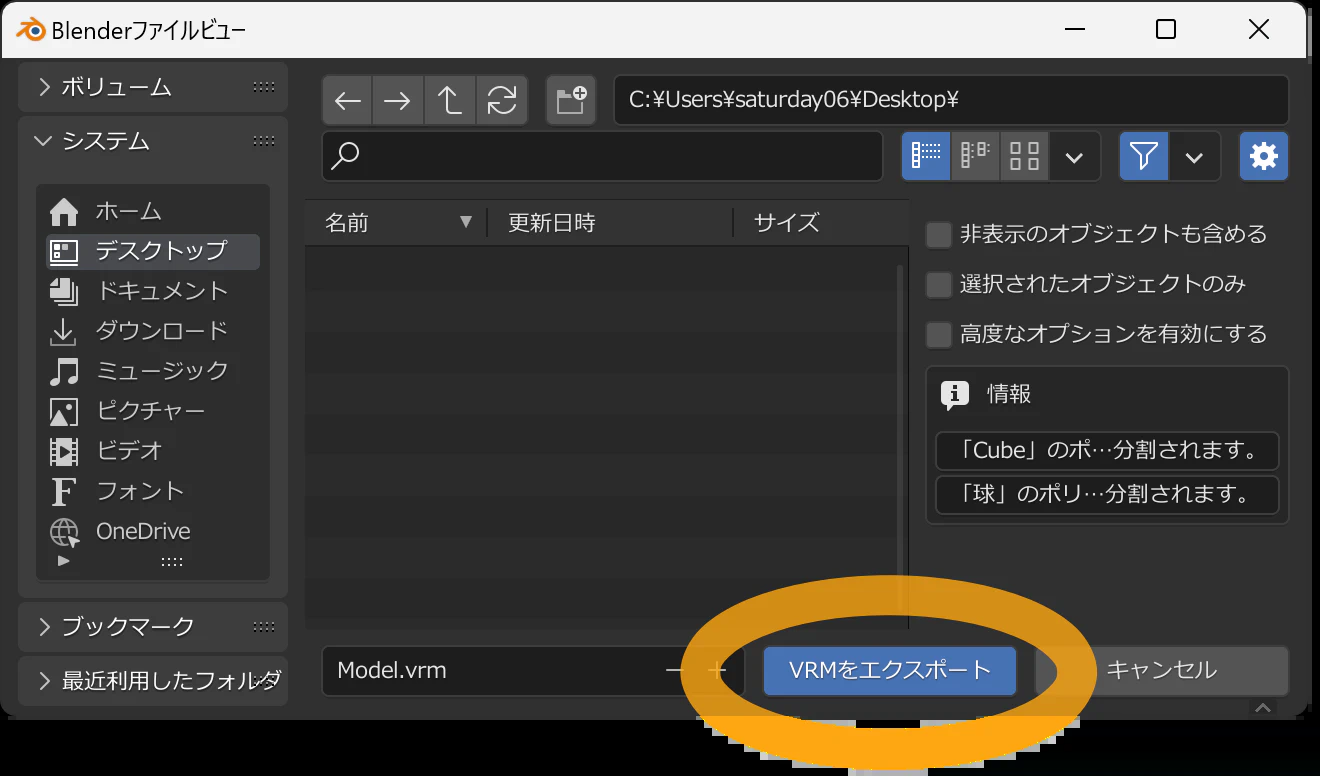 Blenderファイルビュー
ボリューム
システム
ホーム
デスクトップ
ドキュメント
ダウンロード
ミュージック
ピクチャー
ビデオ
フォント
OneDrive
ブックマーク
最近利用したフォルダ
C:¥Users¥saturday06¥Desktop¥
名前 更新日時 サイズ
非表示のオブジェクトも含める
選択されたオブジェクトのみ
高度なオプションを有効にする
情報
「Cube」のポ…分割されます。
「球」のポリ…分割されます。
Model.vrm
VRMをエクスポート
キャンセル